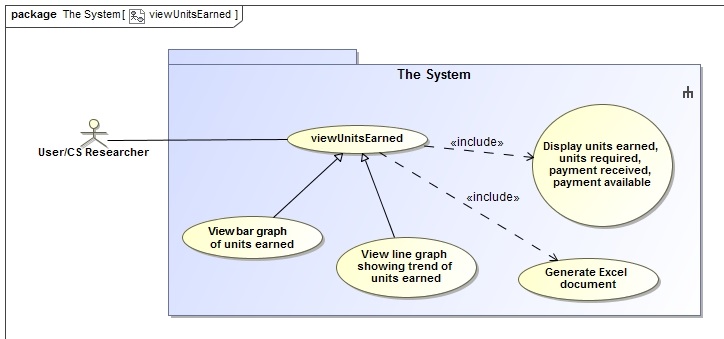 package The System[ viewUnitsEarned ]
The System
User/CS Researcher
viewUnitsEarned
«include»
Display units earned,
units required,
payment received,
payment available
«include»
View bar graph
of units earned
View line graph
showing trend of
units earned
Generate Excel
document